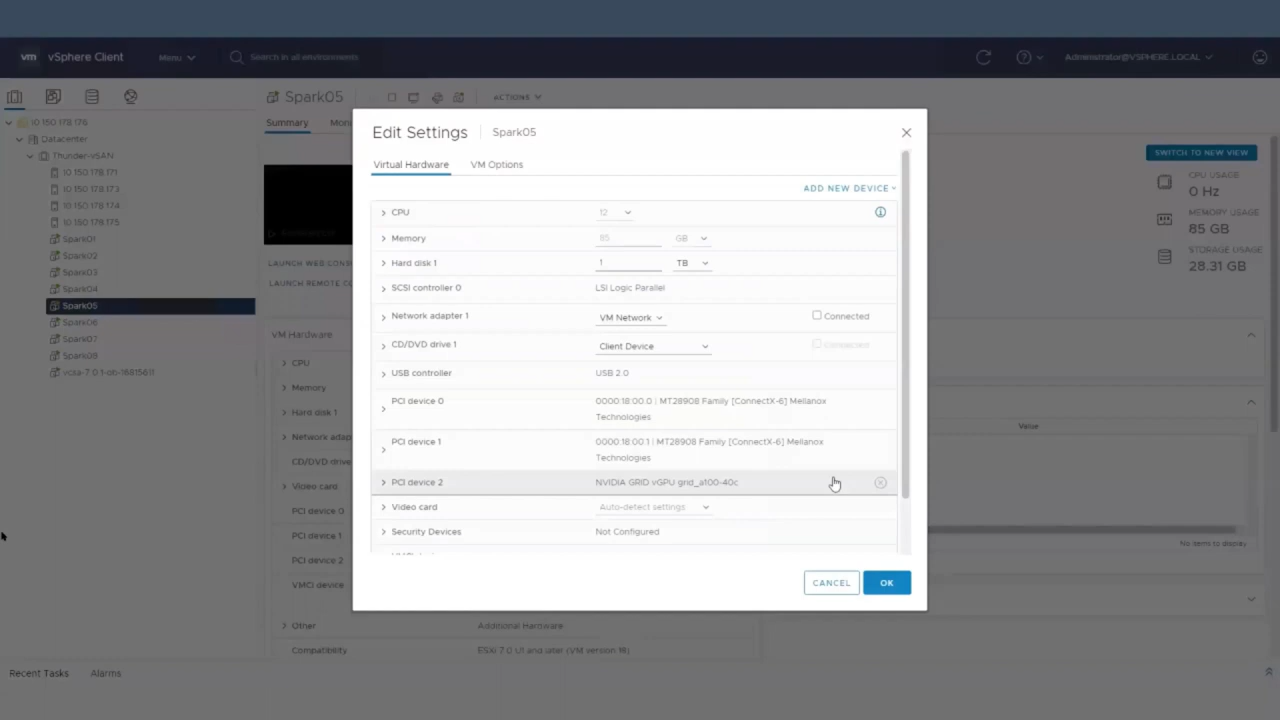 vm vSphere Client Menu Search in all environments Administrator@VSPHERE.LOCAL
Spark05 ACTIONS
10.150.178.176
Datacenter
Thunder-vSAN
10.150.178.171
10.150.178.173
10.150.178.174
10.150.178.175
Spark01
Spark02
Spark03
Spark04
Spark05
Spark06
Spark07
Spark08
Summary
LAUNCH WEB CONS
LAUNCH REMOTE CO
VM Hardware
CPU
Memory
Hard disk 1
Network adap
CD/DVD drive
Video card
PCI device 0
PCI device 1
PCI device 2
VMCI device
Other Additional Hardware
Compatibility ESXi 7.0 U1 and later (VM version 18)
Edit Settings Spark05
Virtual Hardware VM Options
ADD NEW DEVICE
CPU 12
Memory 85 GB
Hard disk 1 1 TB
SCSI controller 0 LSI Logic Parallel
Network adapter 1 VM Network Connected
CD/DVD drive 1 Client Device Connected
USB controller USB 2.0
PCI device 0 0000:18:00.0 | MT28908 Family [ConnectX-6] Mellanox
Technologies
PCI device 1 0000:18:00.1 | MT28908 Family [ConnectX-6] Mellanox
Technologies
PCI device 2 NVIDIA GRID vGPU grid_a100-40c
Video card Auto-detect settings
Security Devices Not Configured
CANCEL OK
SWITCH TO NEW VIEW
CPU USAGE
0 Hz
MEMORY USAGE
85 GB
STORAGE USAGE
28.31 GB
Value
No items to display
Recent Tasks Alarms